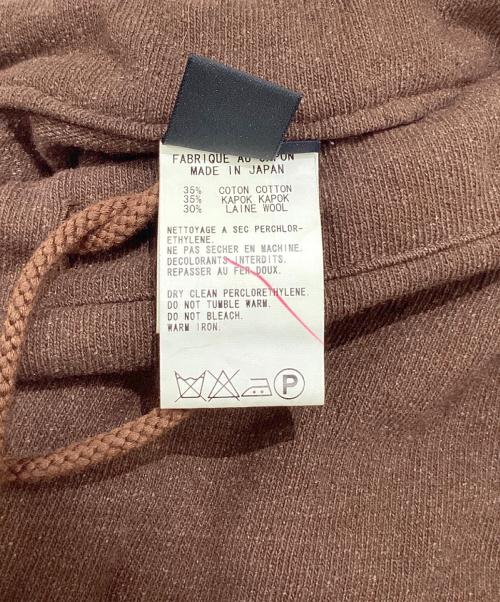 FABRIQUE AU JAPON
MADE IN JAPAN
35% COTON COTTON
35% KAPOK KAPOK
30% LAINE WOOL
NETTOYAGE A SEC PERCHLOR-
ETHYLENE.
NE PAS SECHER EN MACHINE.
DECOLORANTS INTERDITS.
REPASSER AU FER DOUX.
DRY CLEAN PERCLORETHYLENE.
DO NOT TUMBLE WARM.
DO NOT BLEACH.
WARM IRON.
P